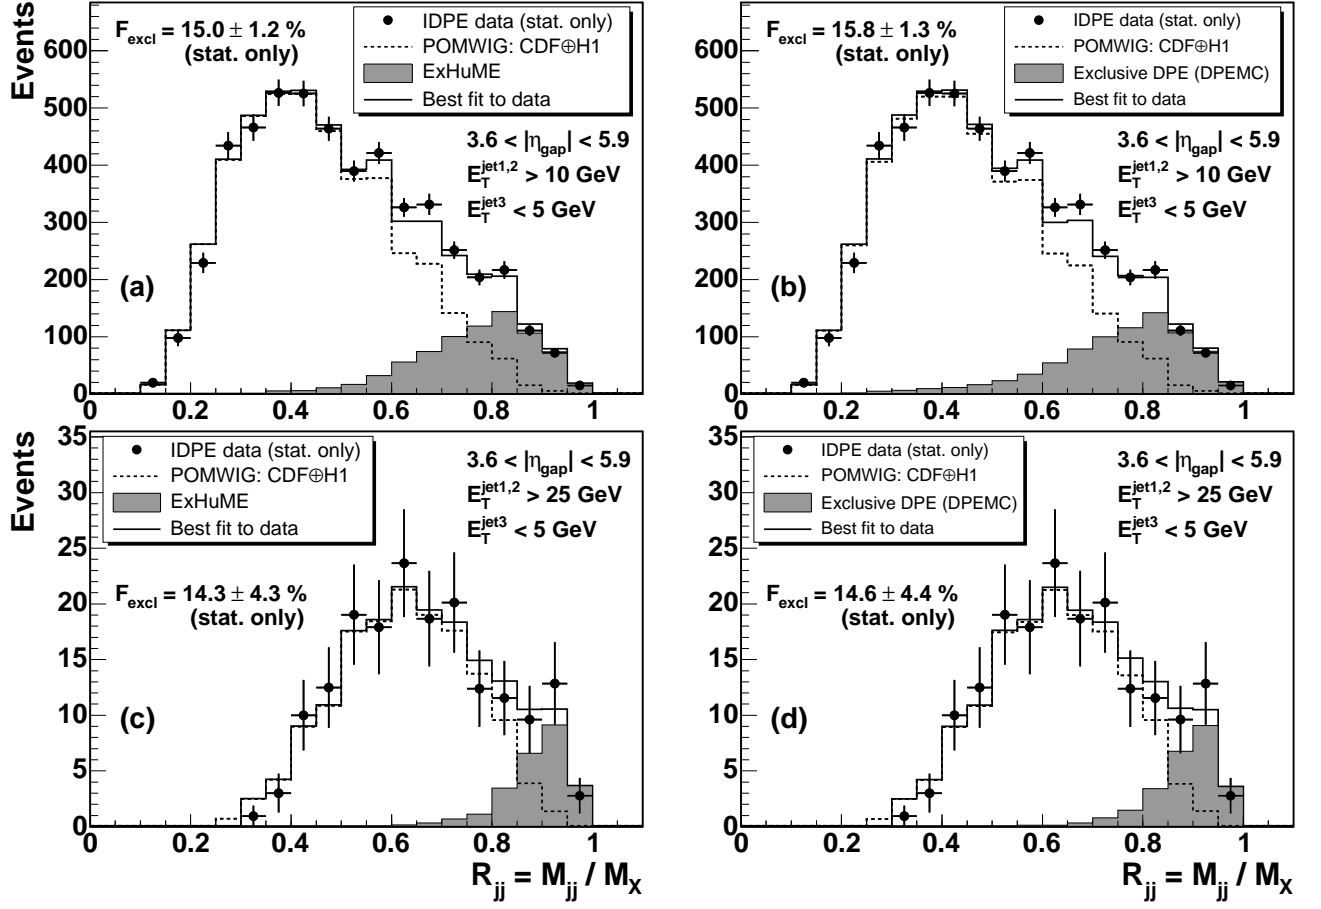 Events
600
500
400
300
200
100
0
F_excl = 15.0 ± 1.2 %
(stat. only)
IDPE data (stat. only)
POMWIG: CDF⊕H1
ExHuME
Best fit to data
3.6 < |η_gap| < 5.9
E_T^jet1,2 > 10 GeV
E_T^jet3 < 5 GeV
(a)
0 0.2 0.4 0.6 0.8 1
600
500
400
300
200
100
0
F_excl = 15.8 ± 1.3 %
(stat. only)
IDPE data (stat. only)
POMWIG: CDF⊕H1
Exclusive DPE (DPEMC)
Best fit to data
3.6 < |η_gap| < 5.9
E_T^jet1,2 > 10 GeV
E_T^jet3 < 5 GeV
(b)
0 0.2 0.4 0.6 0.8 1
Events
35
30
25
20
15
10
5
0
IDPE data (stat. only)
POMWIG: CDF⊕H1
ExHuME
Best fit to data
3.6 < |η_gap| < 5.9
E_T^jet1,2 > 25 GeV
E_T^jet3 < 5 GeV
F_excl = 14.3 ± 4.3 %
(stat. only)
(c)
0 0.2 0.4 0.6 0.8 1
R_jj = M_jj / M_X
35
30
25
20
15
10
5
0
IDPE data (stat. only)
POMWIG: CDF⊕H1
Exclusive DPE (DPEMC)
Best fit to data
3.6 < |η_gap| < 5.9
E_T^jet1,2 > 25 GeV
E_T^jet3 < 5 GeV
F_excl = 14.6 ± 4.4 %
(stat. only)
(d)
0 0.2 0.4 0.6 0.8 1
R_jj = M_jj / M_X